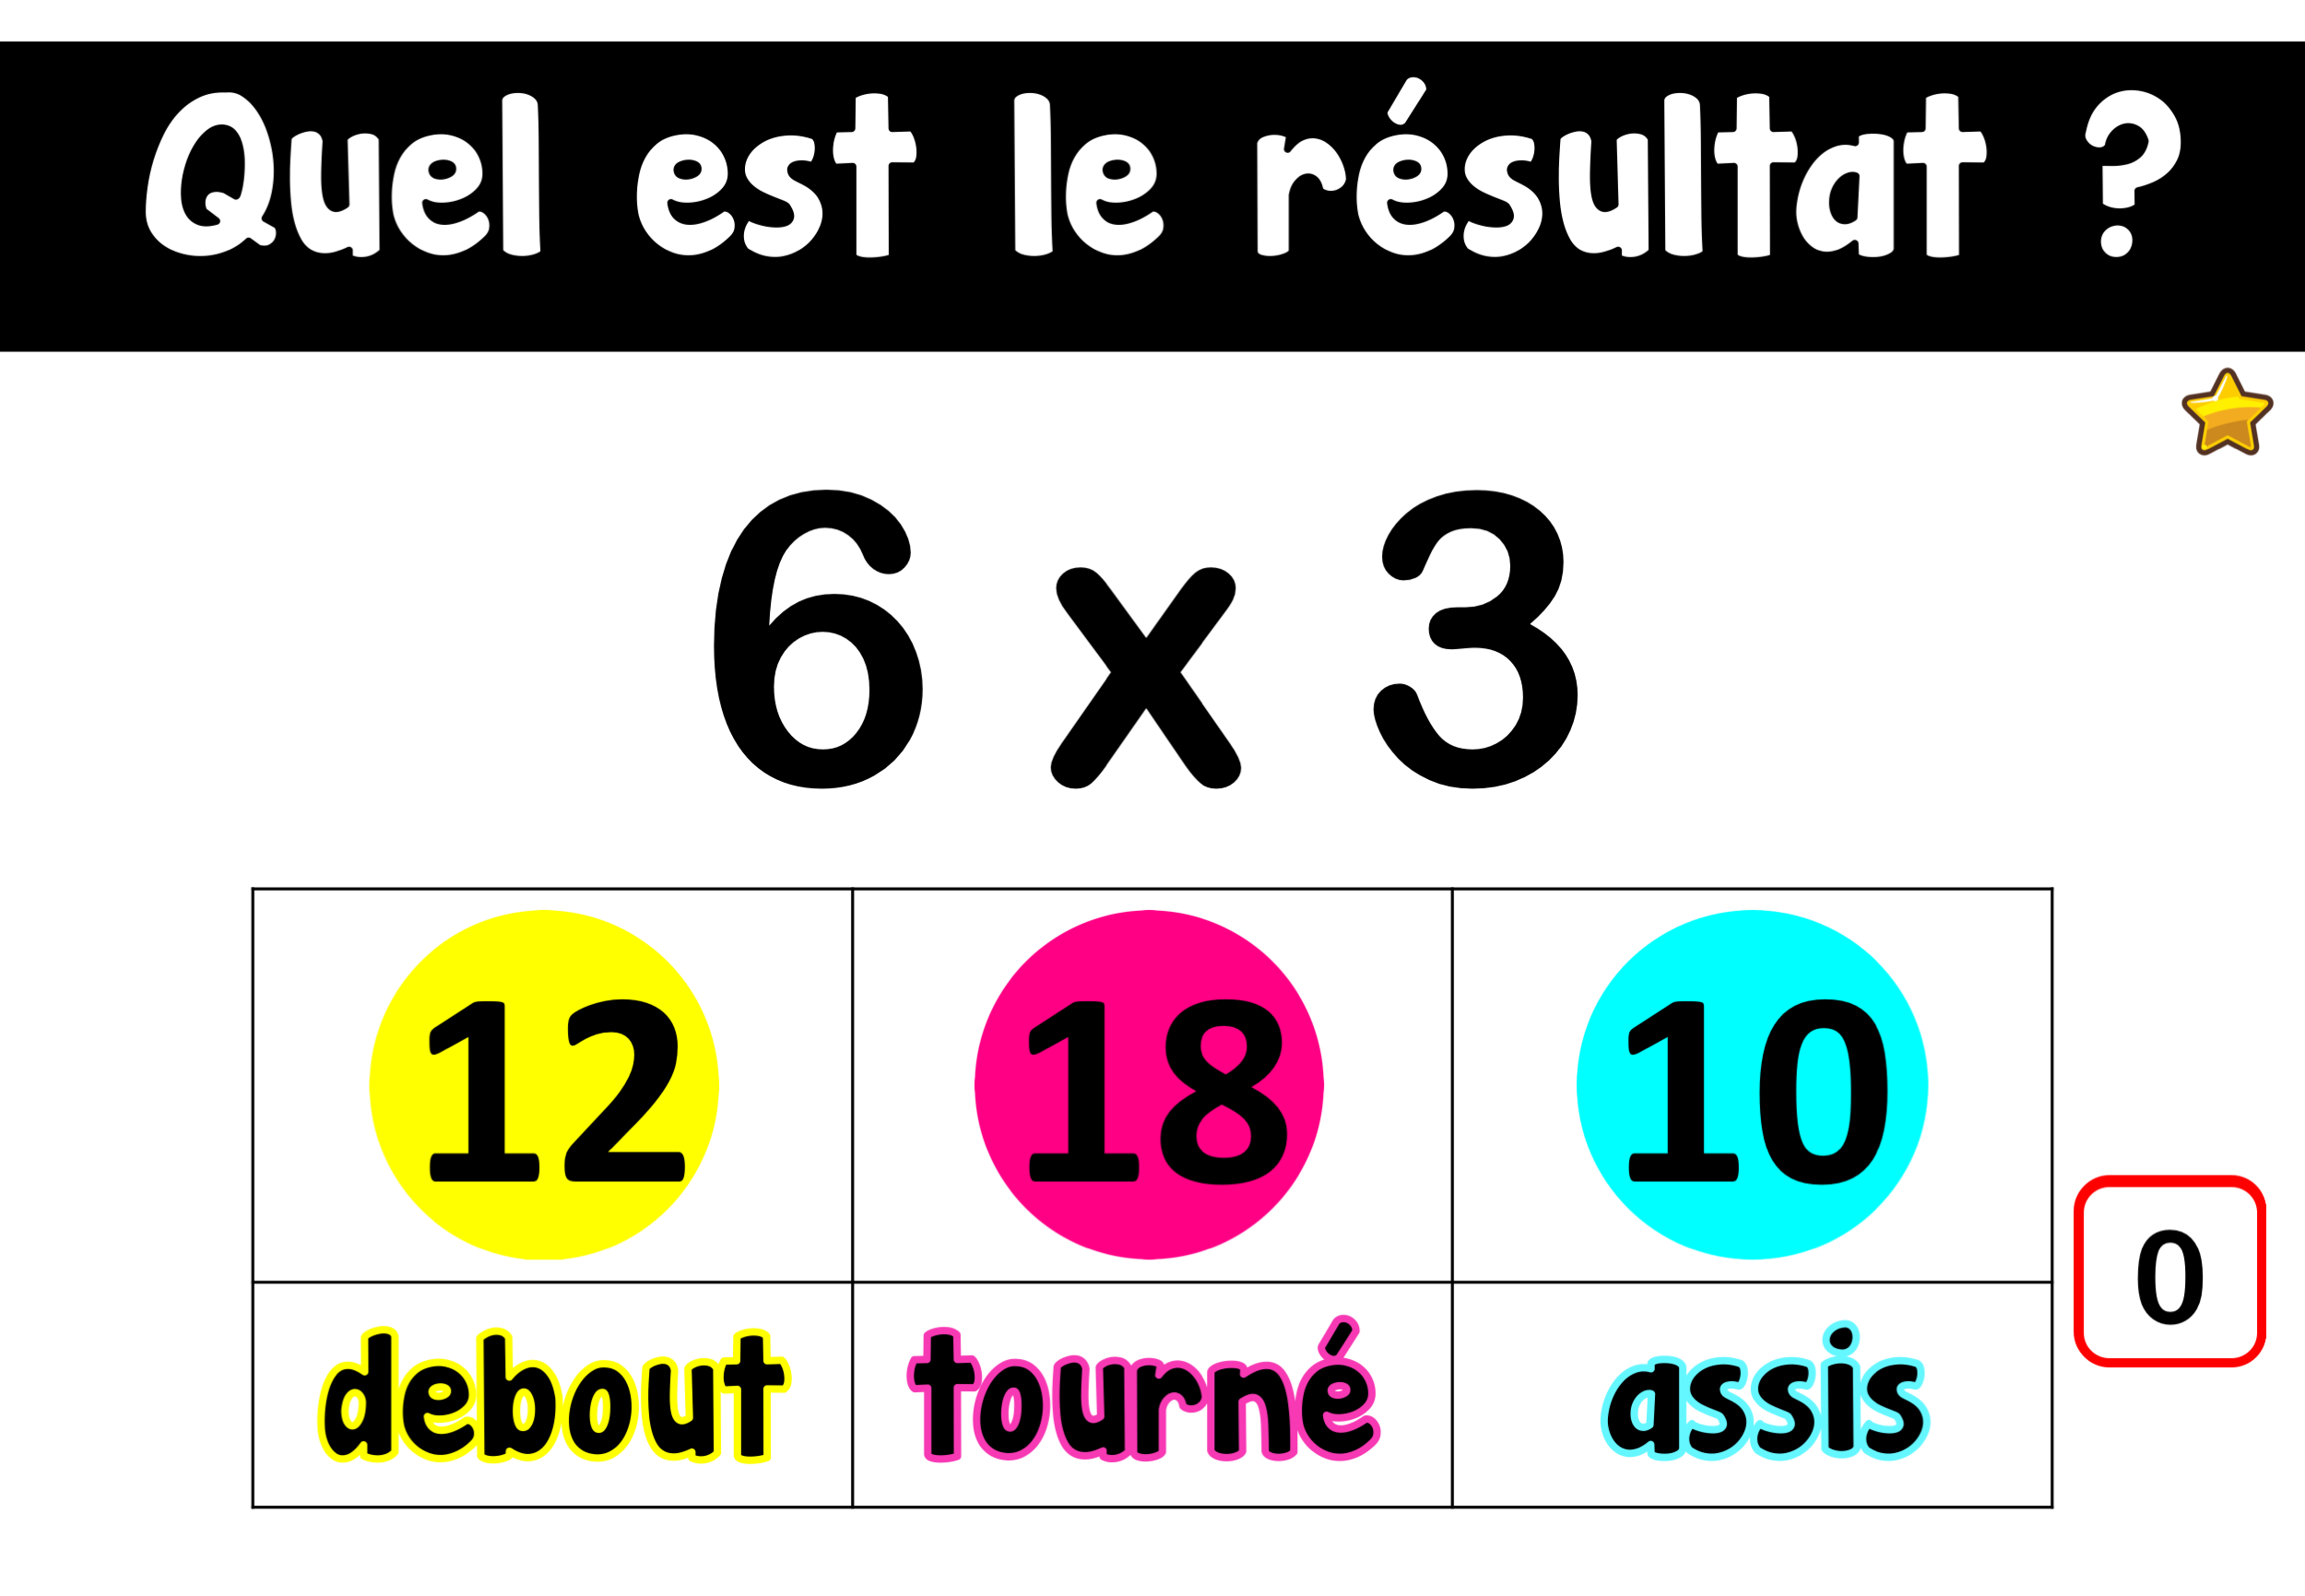 Quel est le résultat ?
6 x 3
12 18 10
0
debout tourné assis